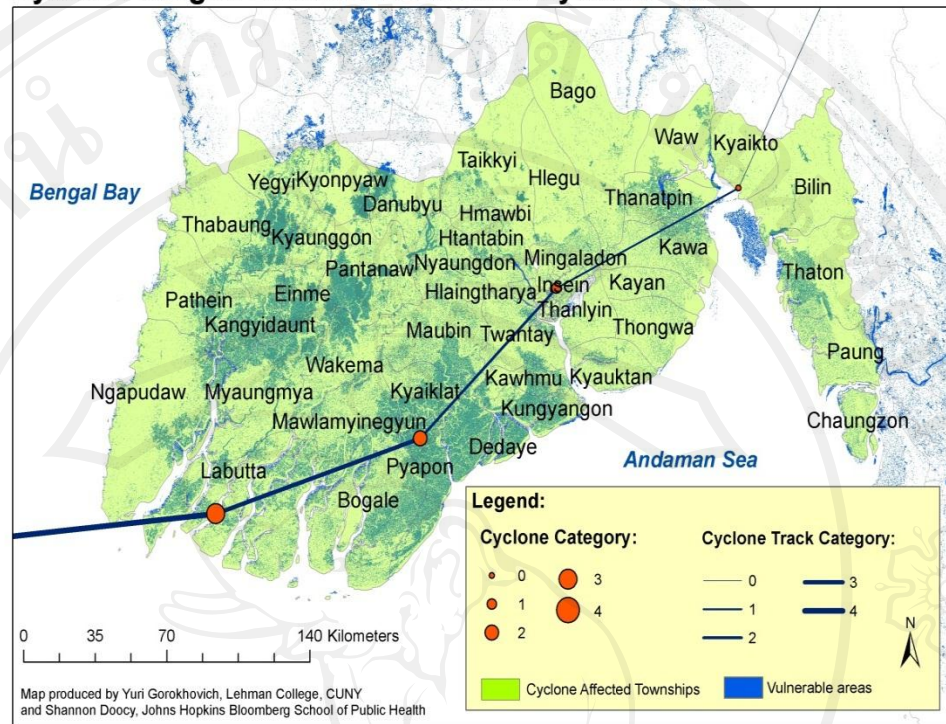 Bago
Waw
Kyaikto
Taikkyi
Bengal Bay
Yegyi
Kyonpyaw
Hlegu
Bilin
Danubyu
Thanatpin
Thabaung
Hmawbi
Kyaunggon
Htantabin
Kawa
Pantanaw
Nyaungdon
Mingaladon
Thaton
Pathein
Einme
Hlaingtharya
Insein
Kayan
Thanlyin
Kangyidaunt
Maubin
Twantay
Thongwa
Paung
Wakema
Ngapudaw
Myaungmya
Kyaiklat
Kawhmu
Kyauktan
Mawlamyinegyun
Kungyangon
Chaungzon
Dedaye
Labutta
Pyapon
Andaman Sea
Bogale
Legend:
Cyclone Category:
0
1
2
3
4
Cyclone Track Category:
0
1
2
3
4
N
Cyclone Affected Townships
Vulnerable areas
0 35 70 140 Kilometers
Map produced by Yuri Gorokhovich, Lehman College, CUNY
and Shannon Doocy, Johns Hopkins Bloomberg School of Public Health